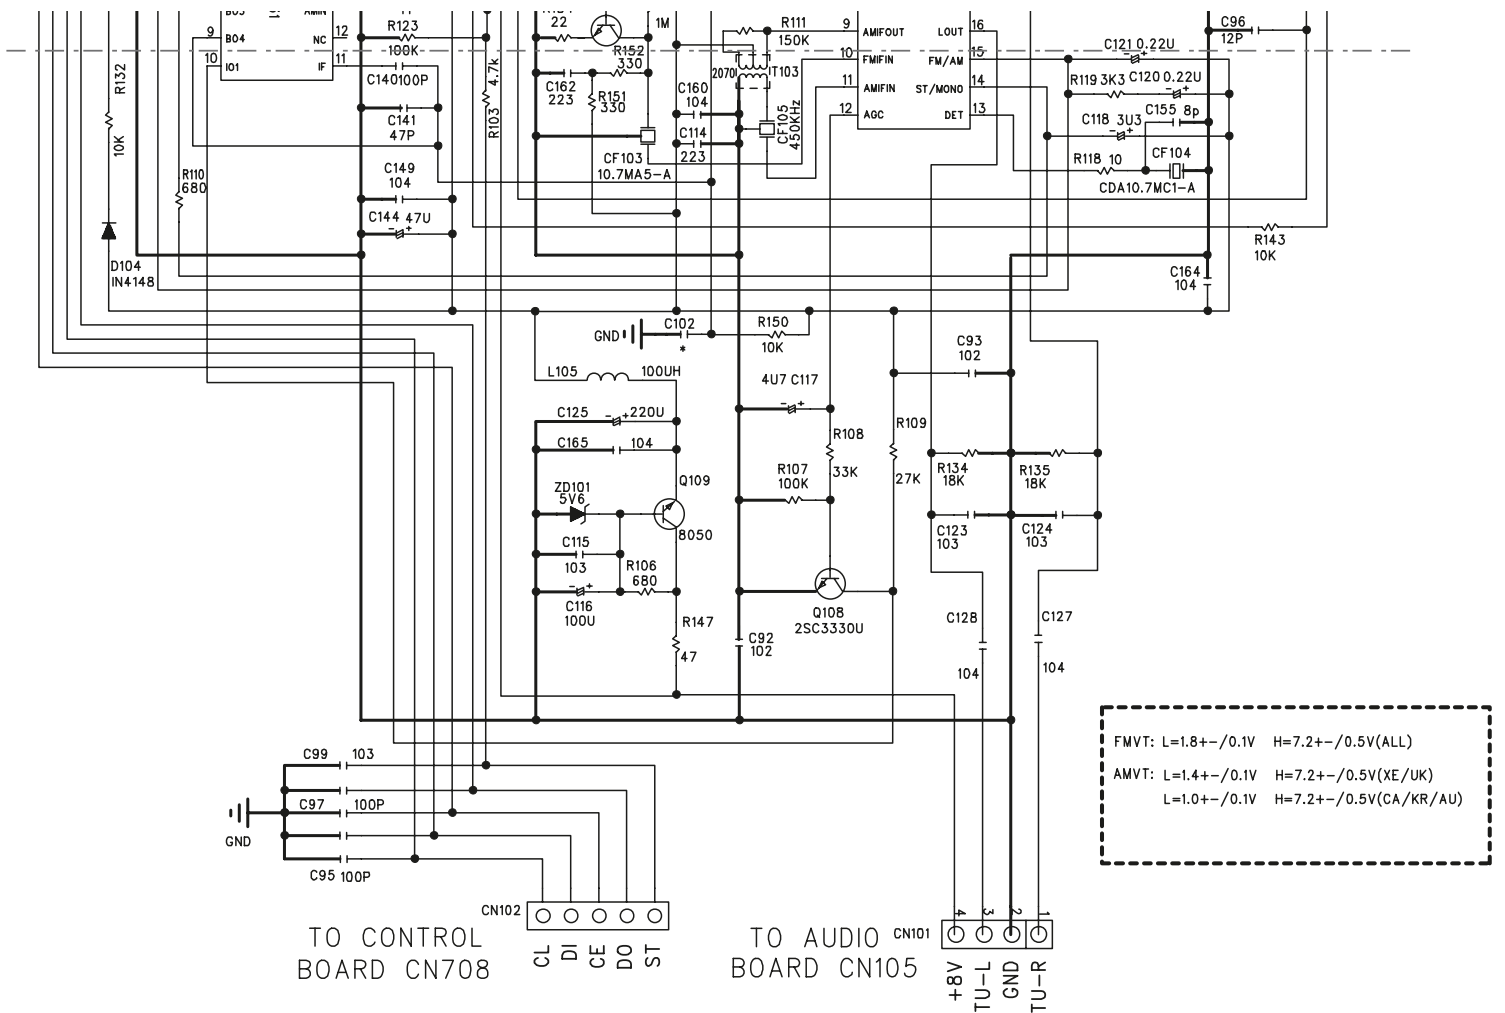 AMIN
9
BO4
NC
12
10
IO1
IF
11
R123
100K
C140
100P
C141
47P
C149
104
C144
47U
R132
10K
D104
IN4148
R110
680
4.7k
R103
22
1M
R152
330
C162
223
R151
330
CF103
10.7MA5-A
C160
104
C114
223
R111
150K
2070
IT103
CF105
450KHz
9
AMIFOUT
LOUT
16
10
FMIFIN
FM/AM
15
11
AMIFIN
ST/MONO
14
12
AGC
DET
13
C96
12P
C121 0.22U
R119 3K3
C120 0.22U
C155 8p
C118 3U3
R118 10
CF104
CDA10.7MC1-A
R143
10K
C164
104
GND
C102
*
R150
10K
L105
100UH
C125
220U
C165
104
ZD101
5V6
Q109
8050
C115
103
R106
680
C116
100U
R147
47
4U7 C117
R108
33K
R107
100K
R109
27K
Q108
2SC3330U
C92
102
C93
102
R134
18K
R135
18K
C123
103
C124
103
C128
104
C127
104
FMVT: L=1.8+-/0.1V H=7.2+-/0.5V(ALL)
AMVT: L=1.4+-/0.1V H=7.2+-/0.5V(XE/UK)
L=1.0+-/0.1V H=7.2+-/0.5V(CA/KR/AU)
C99
103
C97
100P
GND
C95
100P
CN102
TO CONTROL
BOARD CN708
CL
DI
CE
DO
ST
TO AUDIO
BOARD CN105
CN101
4
3
2
1
+8V
TU-L
GND
TU-R